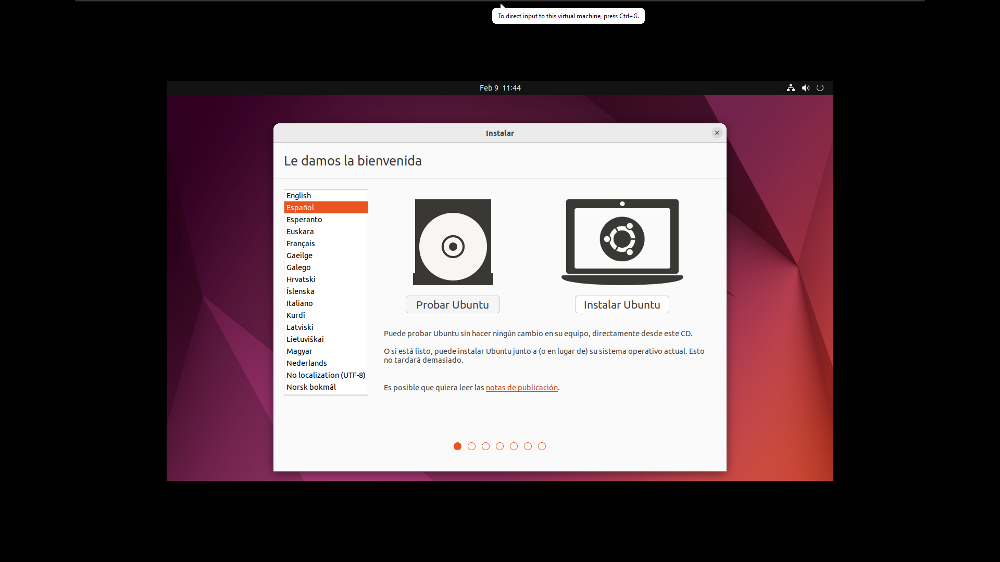 To direct input to this virtual machine, press Ctrl+G.
Feb 9 11:44
Instalar
Le damos la bienvenida
English
Español
Esperanto
Euskara
Français
Gaeilge
Galego
Hrvatski
Íslenska
Italiano
Kurdî
Latviski
Lietuviškai
Magyar
Nederlands
No localization (UTF-8)
Norsk bokmål
Probar Ubuntu
Instalar Ubuntu
Puede probar Ubuntu sin hacer ningún cambio en su equipo, directamente desde este CD.
O si está listo, puede instalar Ubuntu junto a (o en lugar de) su sistema operativo actual. Esto
no tardará demasiado.
Es posible que quiera leer las notas de publicación.